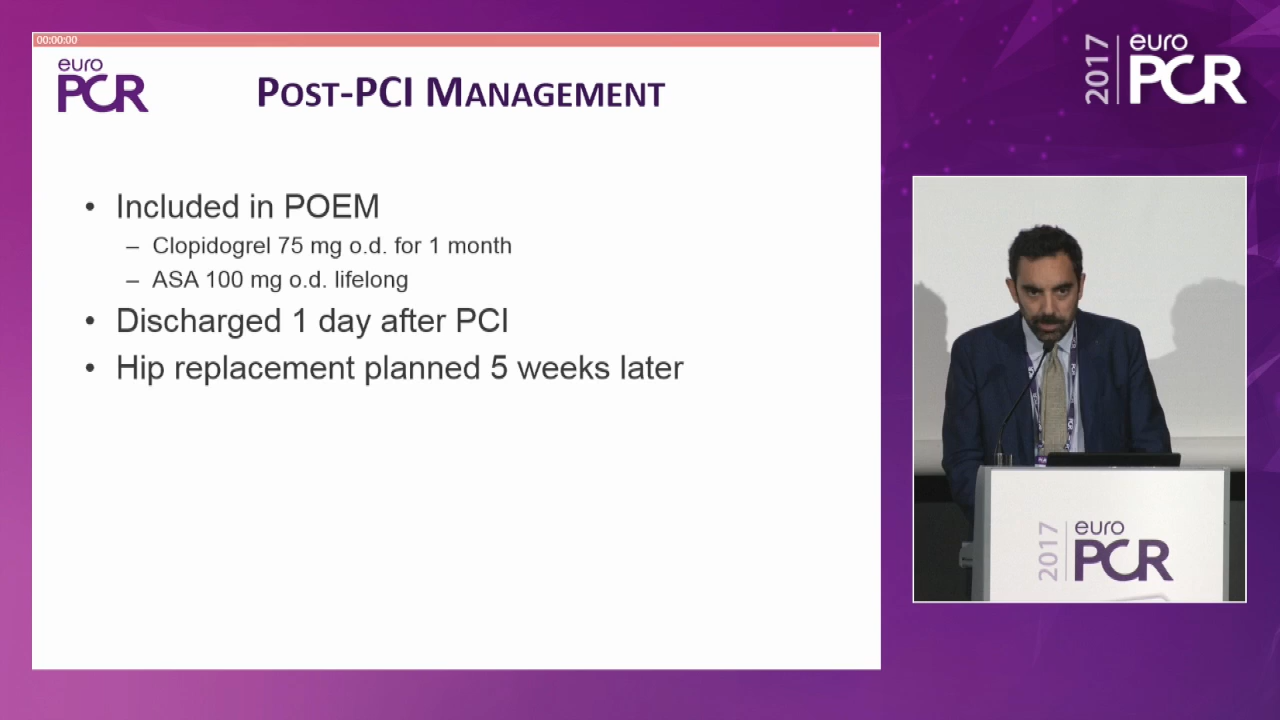 00:00:00
euro
PCR
POST-PCI MANAGEMENT
• Included in POEM
– Clopidogrel 75 mg o.d. for 1 month
– ASA 100 mg o.d. lifelong
• Discharged 1 day after PCI
• Hip replacement planned 5 weeks later
2017
euro
PCR
2017
euro
PCR